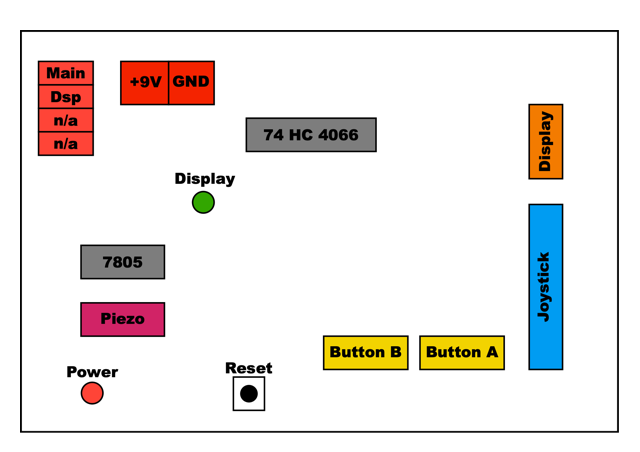 Main
Dsp
n/a
n/a
+9V GND
74 HC 4066
Display
Display
7805
Joystick
Piezo
Button B
Button A
Power
Reset